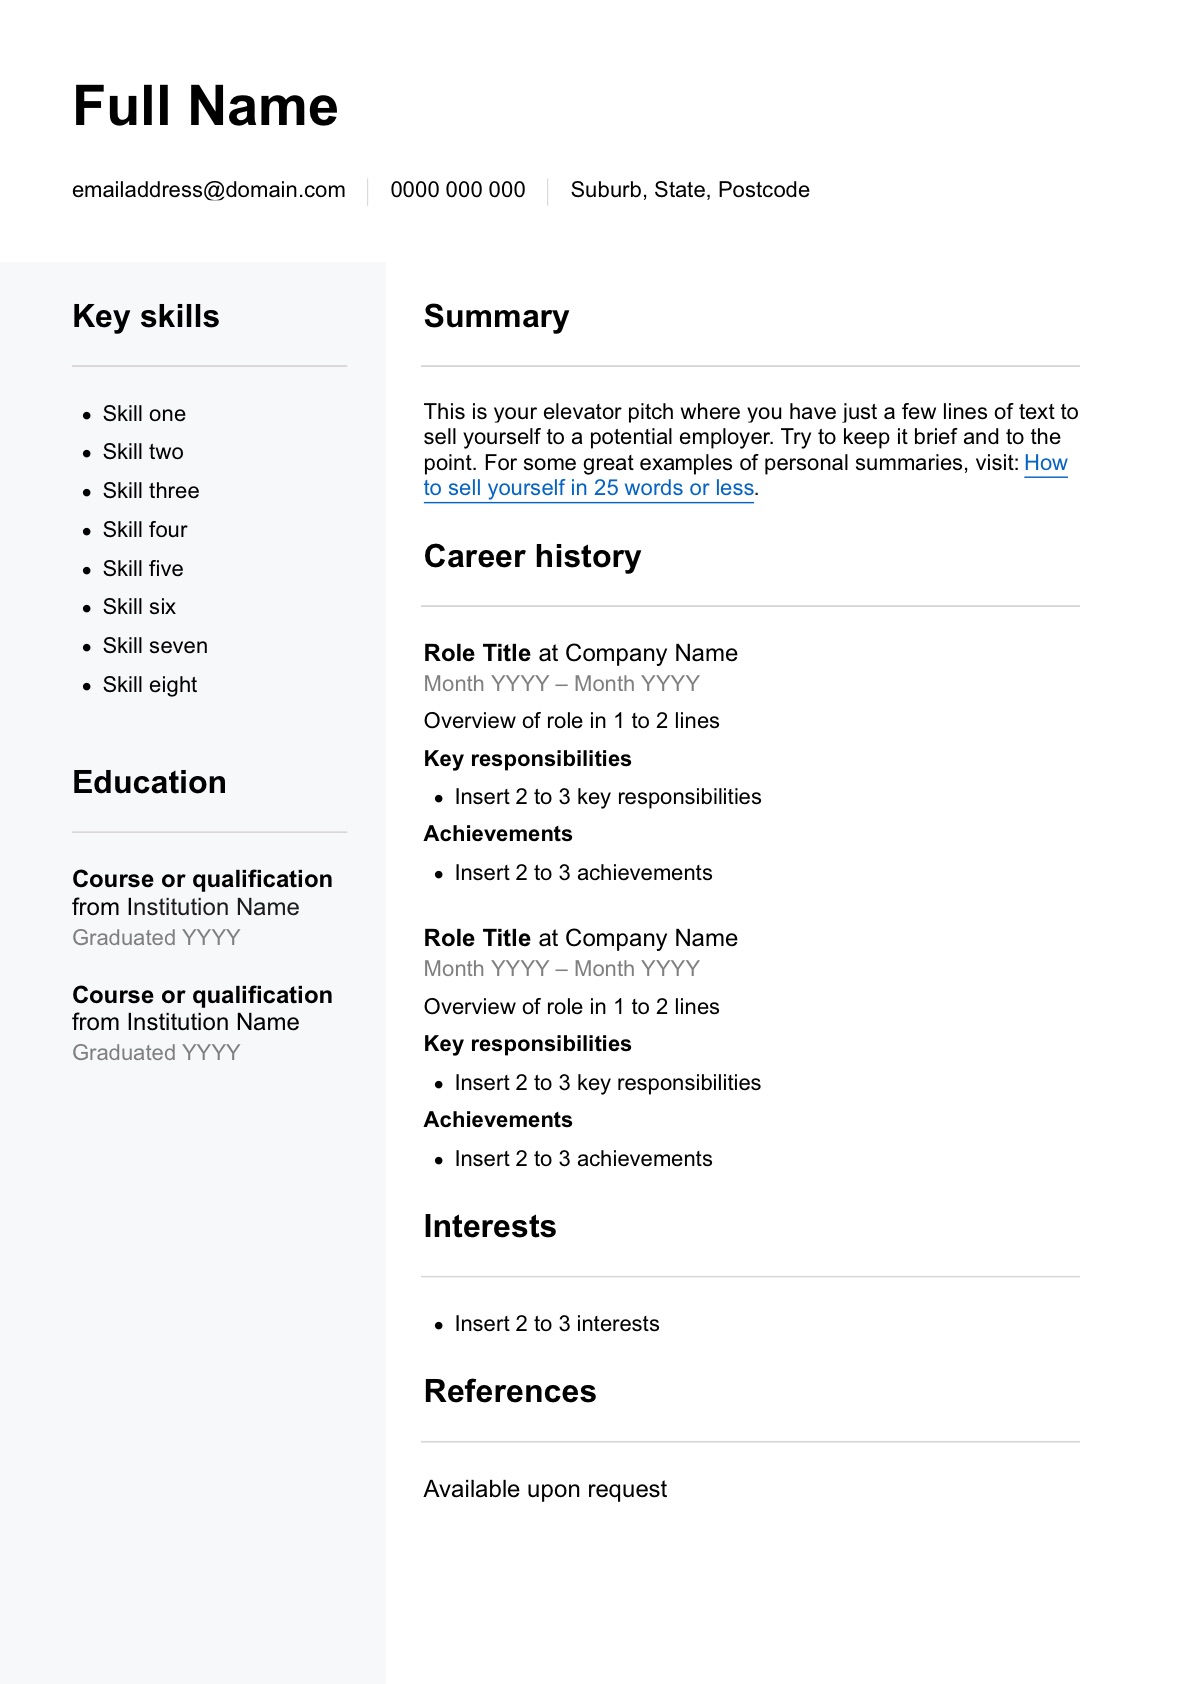 Full Name
emailaddress@domain.com 0000 000 000 Suburb, State, Postcode
Key skills
• Skill one
• Skill two
• Skill three
• Skill four
• Skill five
• Skill six
• Skill seven
• Skill eight
Education
Course or qualification
from Institution Name
Graduated YYYY
Course or qualification
from Institution Name
Graduated YYYY
Summary
This is your elevator pitch where you have just a few lines of text to
sell yourself to a potential employer. Try to keep it brief and to the
point. For some great examples of personal summaries, visit: How
to sell yourself in 25 words or less.
Career history
Role Title at Company Name
Month YYYY – Month YYYY
Overview of role in 1 to 2 lines
Key responsibilities
• Insert 2 to 3 key responsibilities
Achievements
• Insert 2 to 3 achievements
Role Title at Company Name
Month YYYY – Month YYYY
Overview of role in 1 to 2 lines
Key responsibilities
• Insert 2 to 3 key responsibilities
Achievements
• Insert 2 to 3 achievements
Interests
• Insert 2 to 3 interests
References
Available upon request